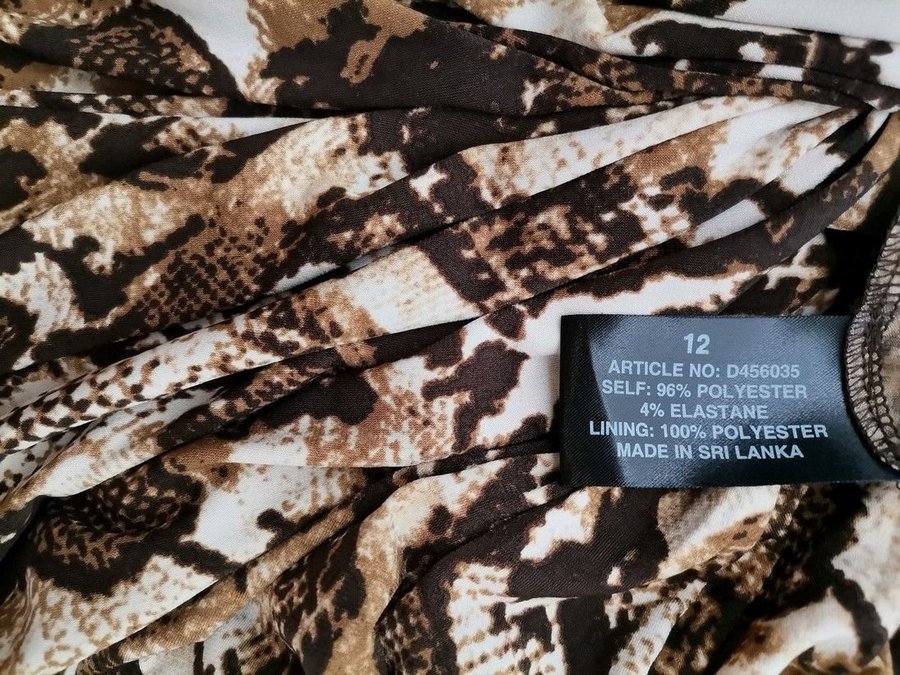 12
ARTICLE NO: D456035
SELF: 96% POLYESTER
4% ELASTANE
LINING: 100% POLYESTER
MADE IN SRI LANKA